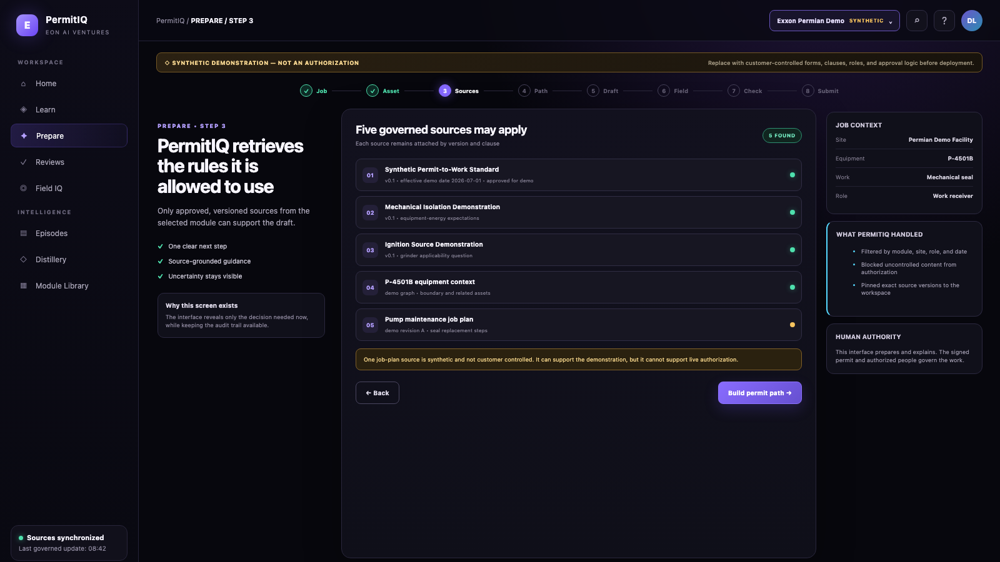 E
PermitIQ
EON AI VENTURES
WORKSPACE
Home
Learn
Prepare
Reviews
Field IQ
INTELLIGENCE
Episodes
Distillery
Module Library
Sources synchronized
Last governed update: 08:42
PermitIQ / PREPARE / STEP 3
Exxon Permian Demo SYNTHETIC
?
DL
◇ SYNTHETIC DEMONSTRATION — NOT AN AUTHORIZATION
Replace with customer-controlled forms, clauses, roles, and approval logic before deployment.
✓ Job
✓ Asset
3 Sources
4 Path
5 Draft
6 Field
7 Check
8 Submit
PREPARE • STEP 3
PermitIQ retrieves
the rules it is
allowed to use
Only approved, versioned sources from the
selected module can support the draft.
✓ One clear next step
✓ Source-grounded guidance
✓ Uncertainty stays visible
Why this screen exists
The interface reveals only the decision needed now,
while keeping the audit trail available.
Five governed sources may apply
Each source remains attached by version and clause
5 FOUND
01
Synthetic Permit-to-Work Standard
v0.1 • effective demo date 2026-07-01 • approved for demo
02
Mechanical Isolation Demonstration
v0.1 • equipment-energy expectations
03
Ignition Source Demonstration
v0.1 • grinder applicability question
04
P-4501B equipment context
demo graph • boundary and related assets
05
Pump maintenance job plan
demo revision A • seal replacement steps
One job-plan source is synthetic and not customer controlled. It can support the demonstration, but it cannot support live authorization.
← Back
Build permit path →
JOB CONTEXT
Site Permian Demo Facility
Equipment P-4501B
Work Mechanical seal
Role Work receiver
WHAT PERMITIQ HANDLED
• Filtered by module, site, role, and date
• Blocked uncontrolled content from
authorization
• Pinned exact source versions to the
workspace
HUMAN AUTHORITY
This interface prepares and explains. The signed
permit and authorized people govern the work.